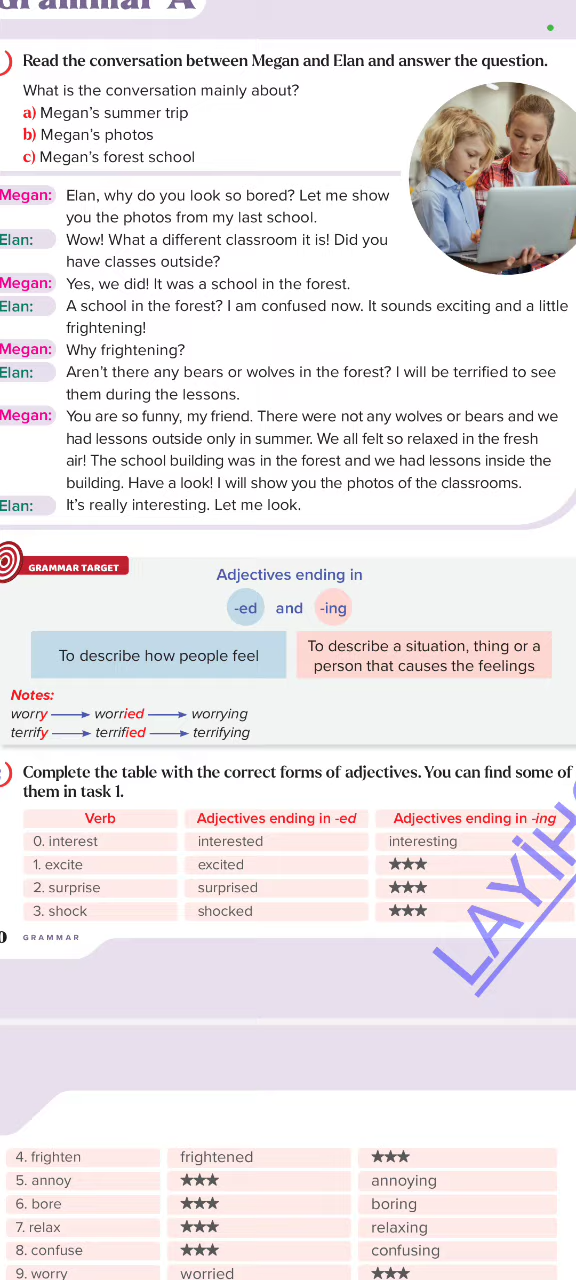 Grammar A
Read the conversation between Megan and Elan and answer the question.
What is the conversation mainly about?
a) Megan's summer trip
b) Megan's photos
c) Megan's forest school
Megan: Elan, why do you look so bored? Let me show
you the photos from my last school.
Elan: Wow! What a different classroom it is! Did you
have classes outside?
Megan: Yes, we did! It was a school in the forest.
Elan: A school in the forest? I am confused now. It sounds exciting and a little
frightening!
Megan: Why frightening?
Elan: Aren't there any bears or wolves in the forest? I will be terrified to see
them during the lessons.
Megan: You are so funny, my friend. There were not any wolves or bears and we
had lessons outside only in summer. We all felt so relaxed in the fresh
air! The school building was in the forest and we had lessons inside the
building. Have a look! I will show you the photos of the classrooms.
Elan: It's really interesting. Let me look.
GRAMMAR TARGET
Adjectives ending in
-ed and -ing
To describe how people feel
To describe a situation, thing or a
person that causes the feelings
Notes:
worry worried worrying
terrify terrified terrifying
Complete the table with the correct forms of adjectives. You can find some of
them in task 1.
Verb Adjectives ending in -ed Adjectives ending in -ing
0. interest interested interesting
1. excite excited ★★★
2. surprise surprised ★★★
3. shock shocked ★★★
0 GRAMMAR
LAYİH
4. frighten frightened ★★★
5. annoy ★★★ annoying
6. bore ★★★ boring
7. relax ★★★ relaxing
8. confuse ★★★ confusing
9. worry worried ★★★